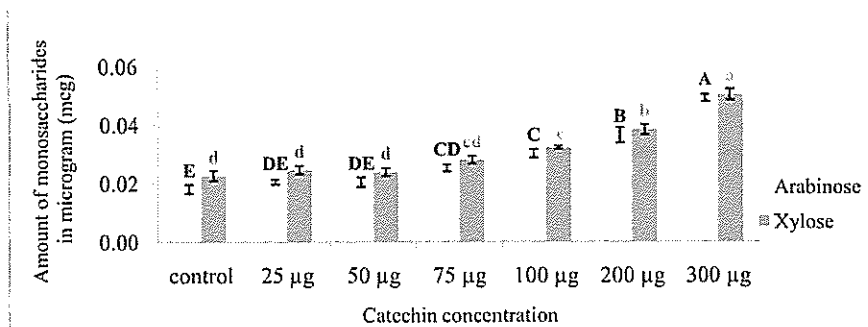 Amount of monosaccharides
in microgram (mcg)
0.06
0.04
0.02
0.00
E d DE d DE d CD cd C c B b A a
Arabinose
Xylose
control 25 µg 50 µg 75 µg 100 µg 200 µg 300 µg
Catechin concentration